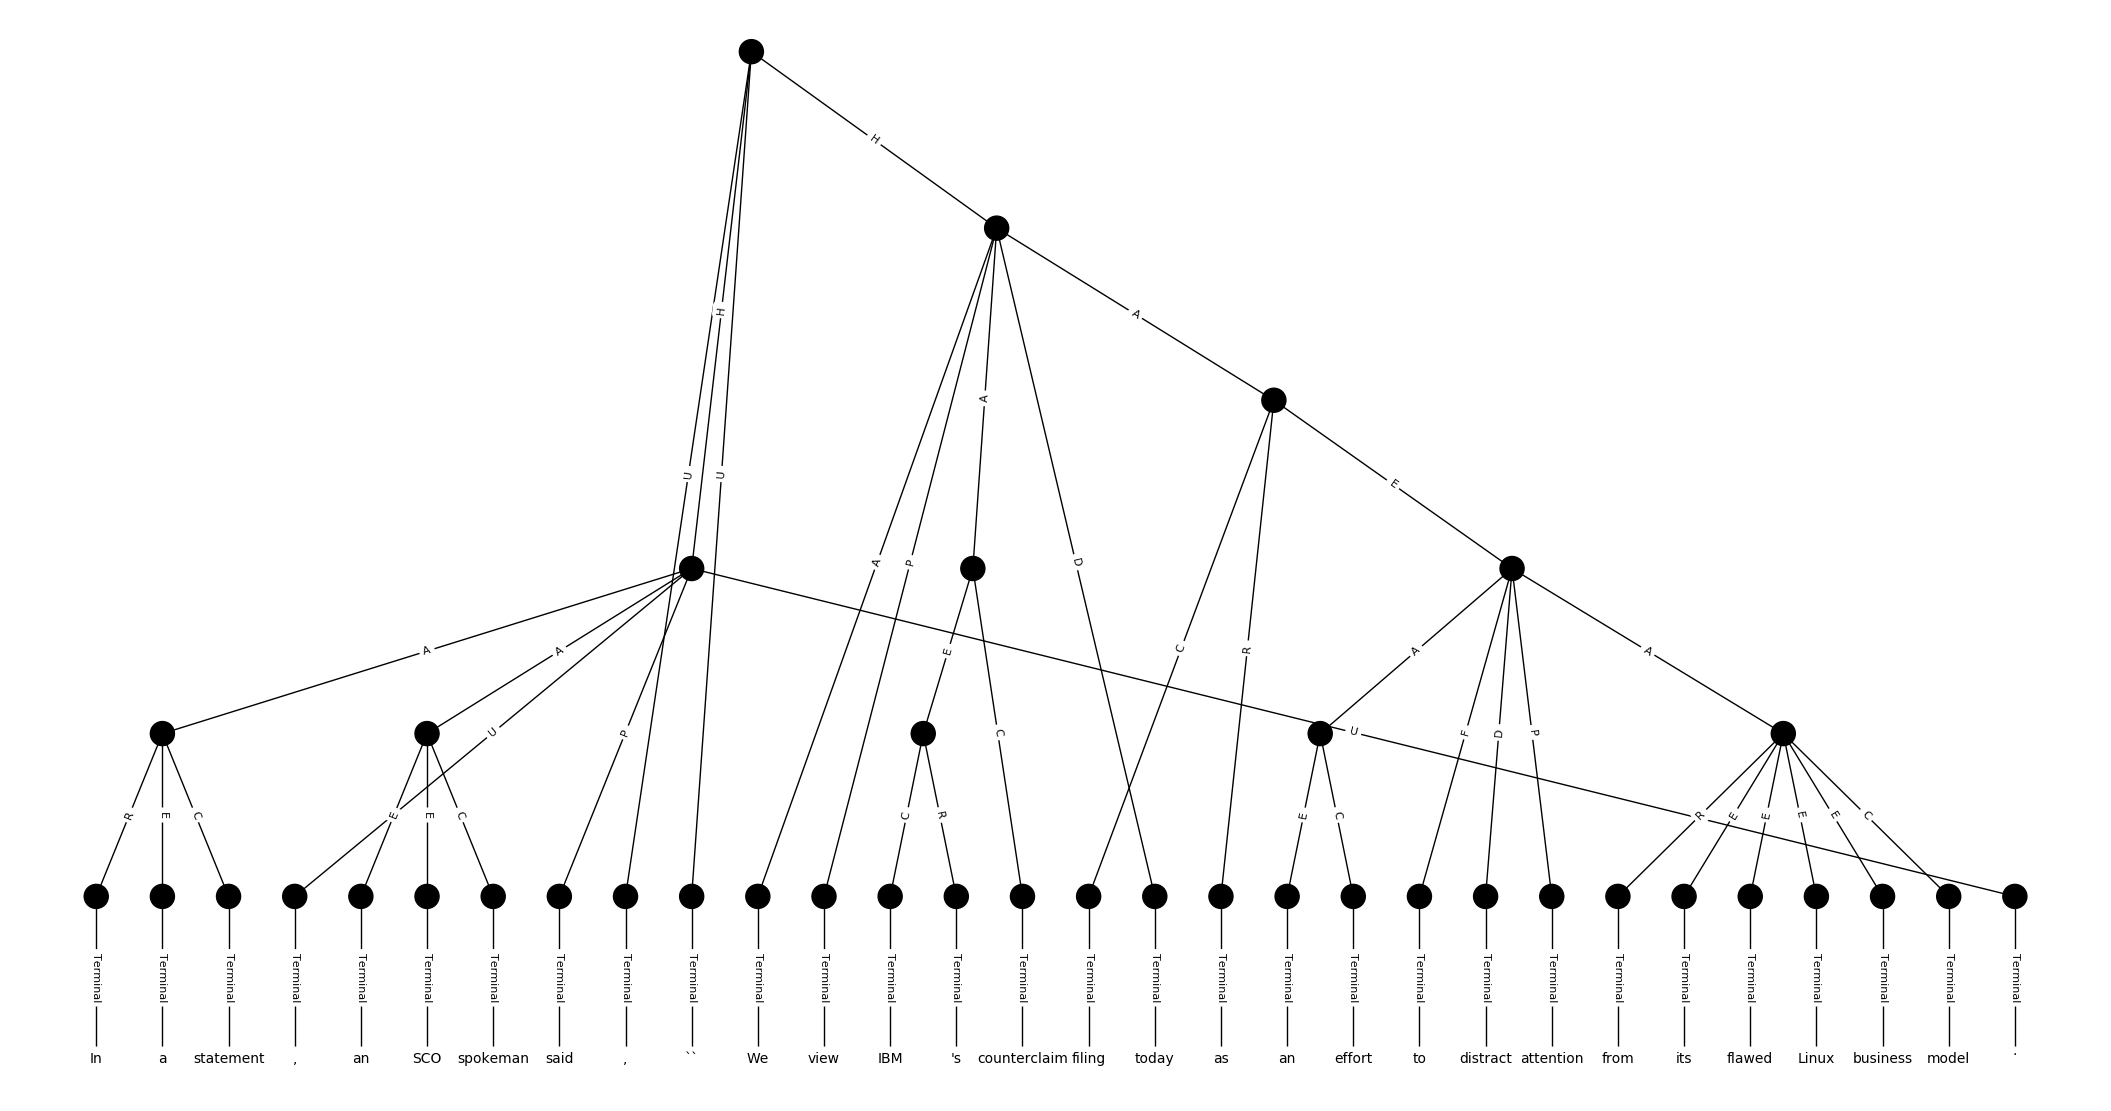 H
H
U
U
A
A
A
P
D
C
R
E
A
A
U
P
U
E
C
A
F
D
P
A
R
E
C
E
E
C
C
R
E
C
R
E
E
E
E
C
Terminal Terminal Terminal Terminal Terminal Terminal Terminal Terminal Terminal Terminal Terminal Terminal Terminal Terminal Terminal Terminal Terminal Terminal Terminal Terminal Terminal Terminal Terminal Terminal Terminal Terminal Terminal Terminal Terminal Terminal
In a statement , an SCO spokeman said , `` We view IBM 's counterclaim filing today as an effort to distract attention from its flawed Linux business model .